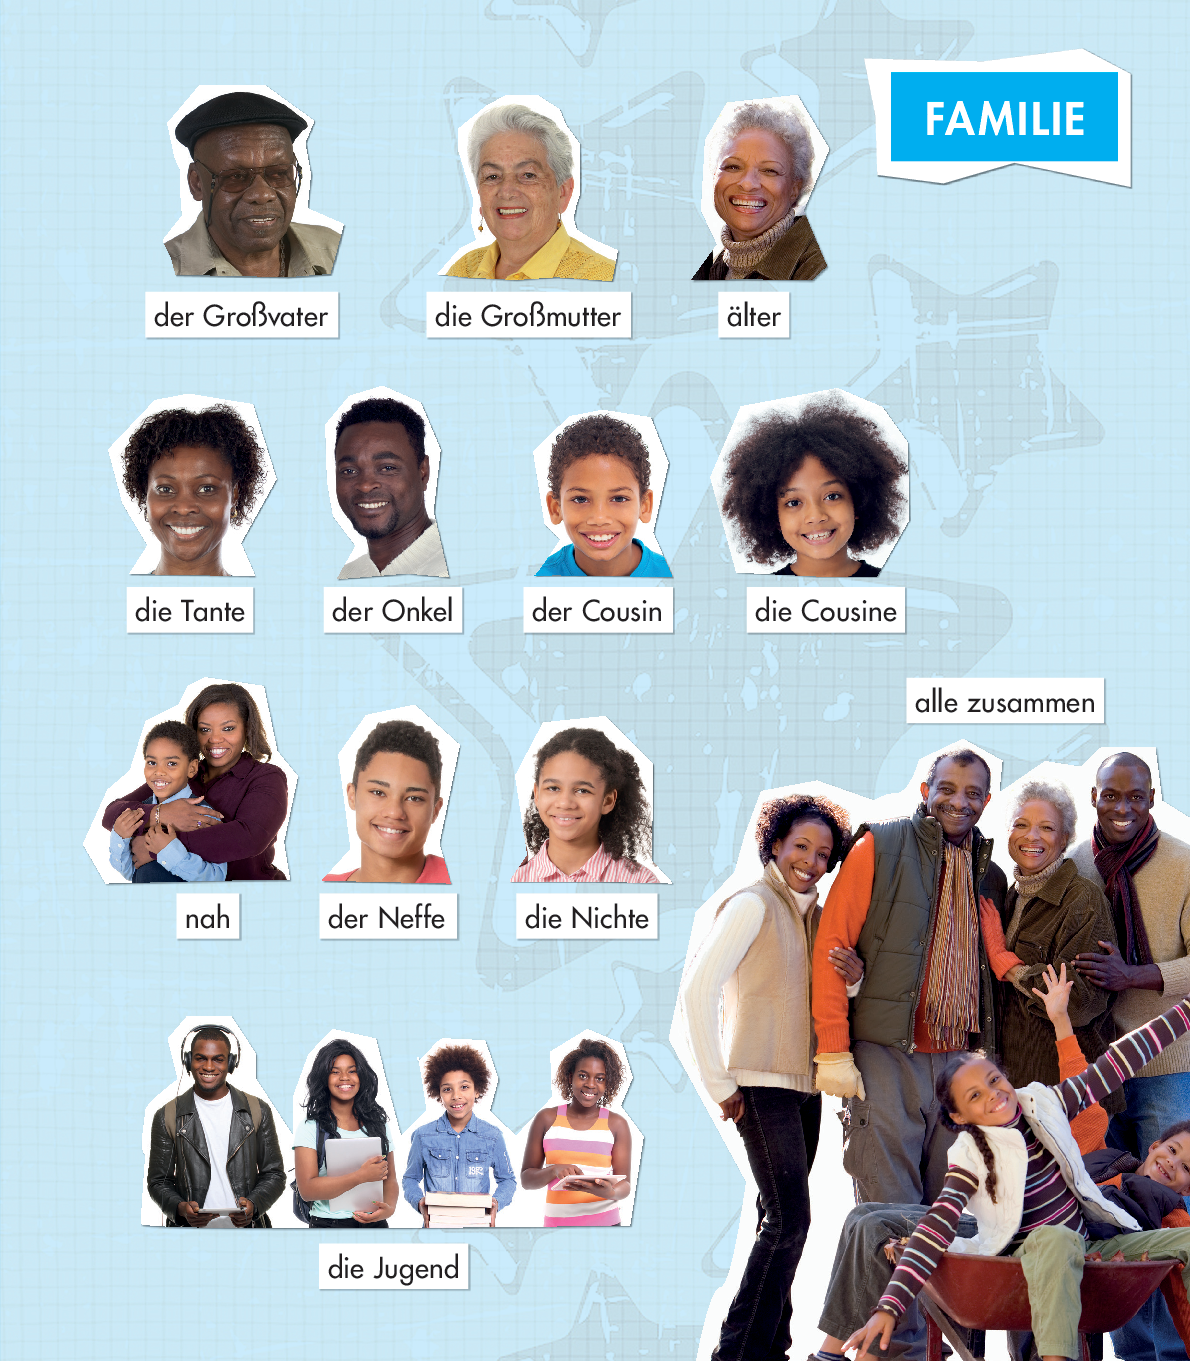 FAMILIE
der Großvater
die Großmutter
älter
die Tante
der Onkel
der Cousin
die Cousine
alle zusammen
nah
der Neffe
die Nichte
die Jugend